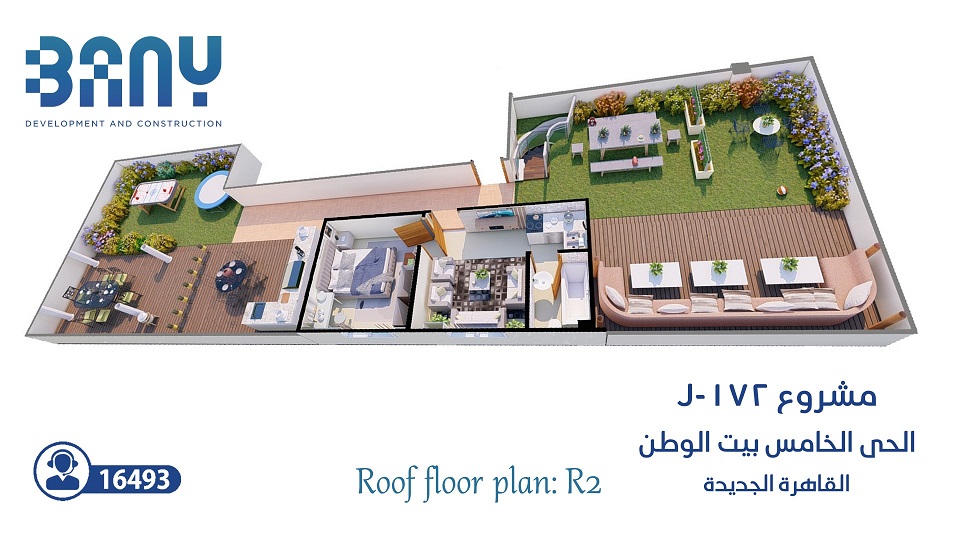 BANY
DEVELOPMENT AND CONSTRUCTION
مشروع J-١٧٢
الحى الخامس بيت الوطن
القاهرة الجديدة
Roof floor plan: R2
16493